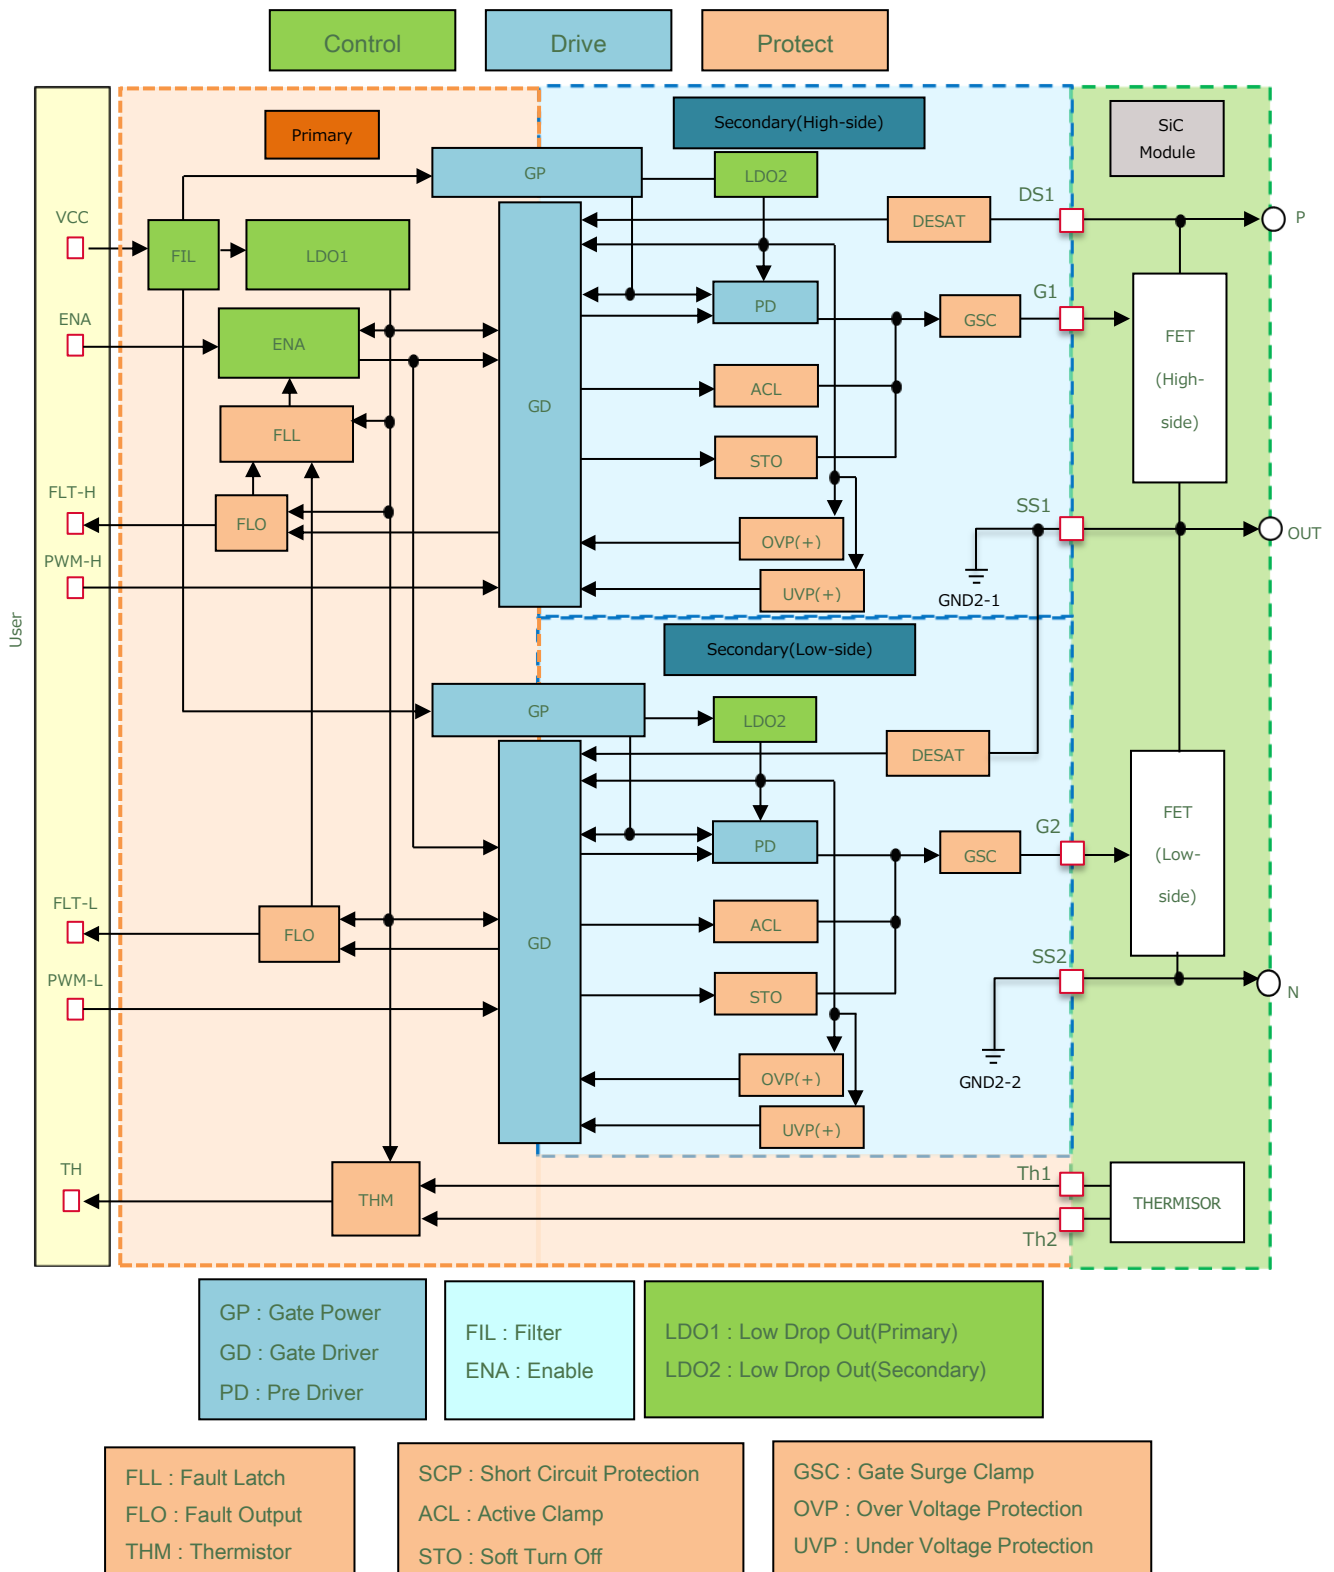 Control
Drive
Protect
Primary
Secondary(High-side)
SiC
Module
GP
LDO2
DS1
P
VCC
FIL
LDO1
DESAT
ENA
ENA
PD
G1
GSC
FET
(High-
side)
GD
ACL
FLL
STO
FLT-H
FLO
SS1
OUT
OVP(+)
PWM-H
UVP(+)
GND2-1
User
Secondary(Low-side)
GP
LDO2
DESAT
PD
G2
GSC
FET
(Low-
side)
FLT-L
FLO
GD
ACL
SS2
PWM-L
STO
N
OVP(+)
GND2-2
UVP(+)
TH
THM
Th1
THERMISOR
Th2
GP : Gate Power
GD : Gate Driver
PD : Pre Driver
FIL : Filter
ENA : Enable
LDO1 : Low Drop Out(Primary)
LDO2 : Low Drop Out(Secondary)
FLL : Fault Latch
FLO : Fault Output
THM : Thermistor
SCP : Short Circuit Protection
ACL : Active Clamp
STO : Soft Turn Off
GSC : Gate Surge Clamp
OVP : Over Voltage Protection
UVP : Under Voltage Protection